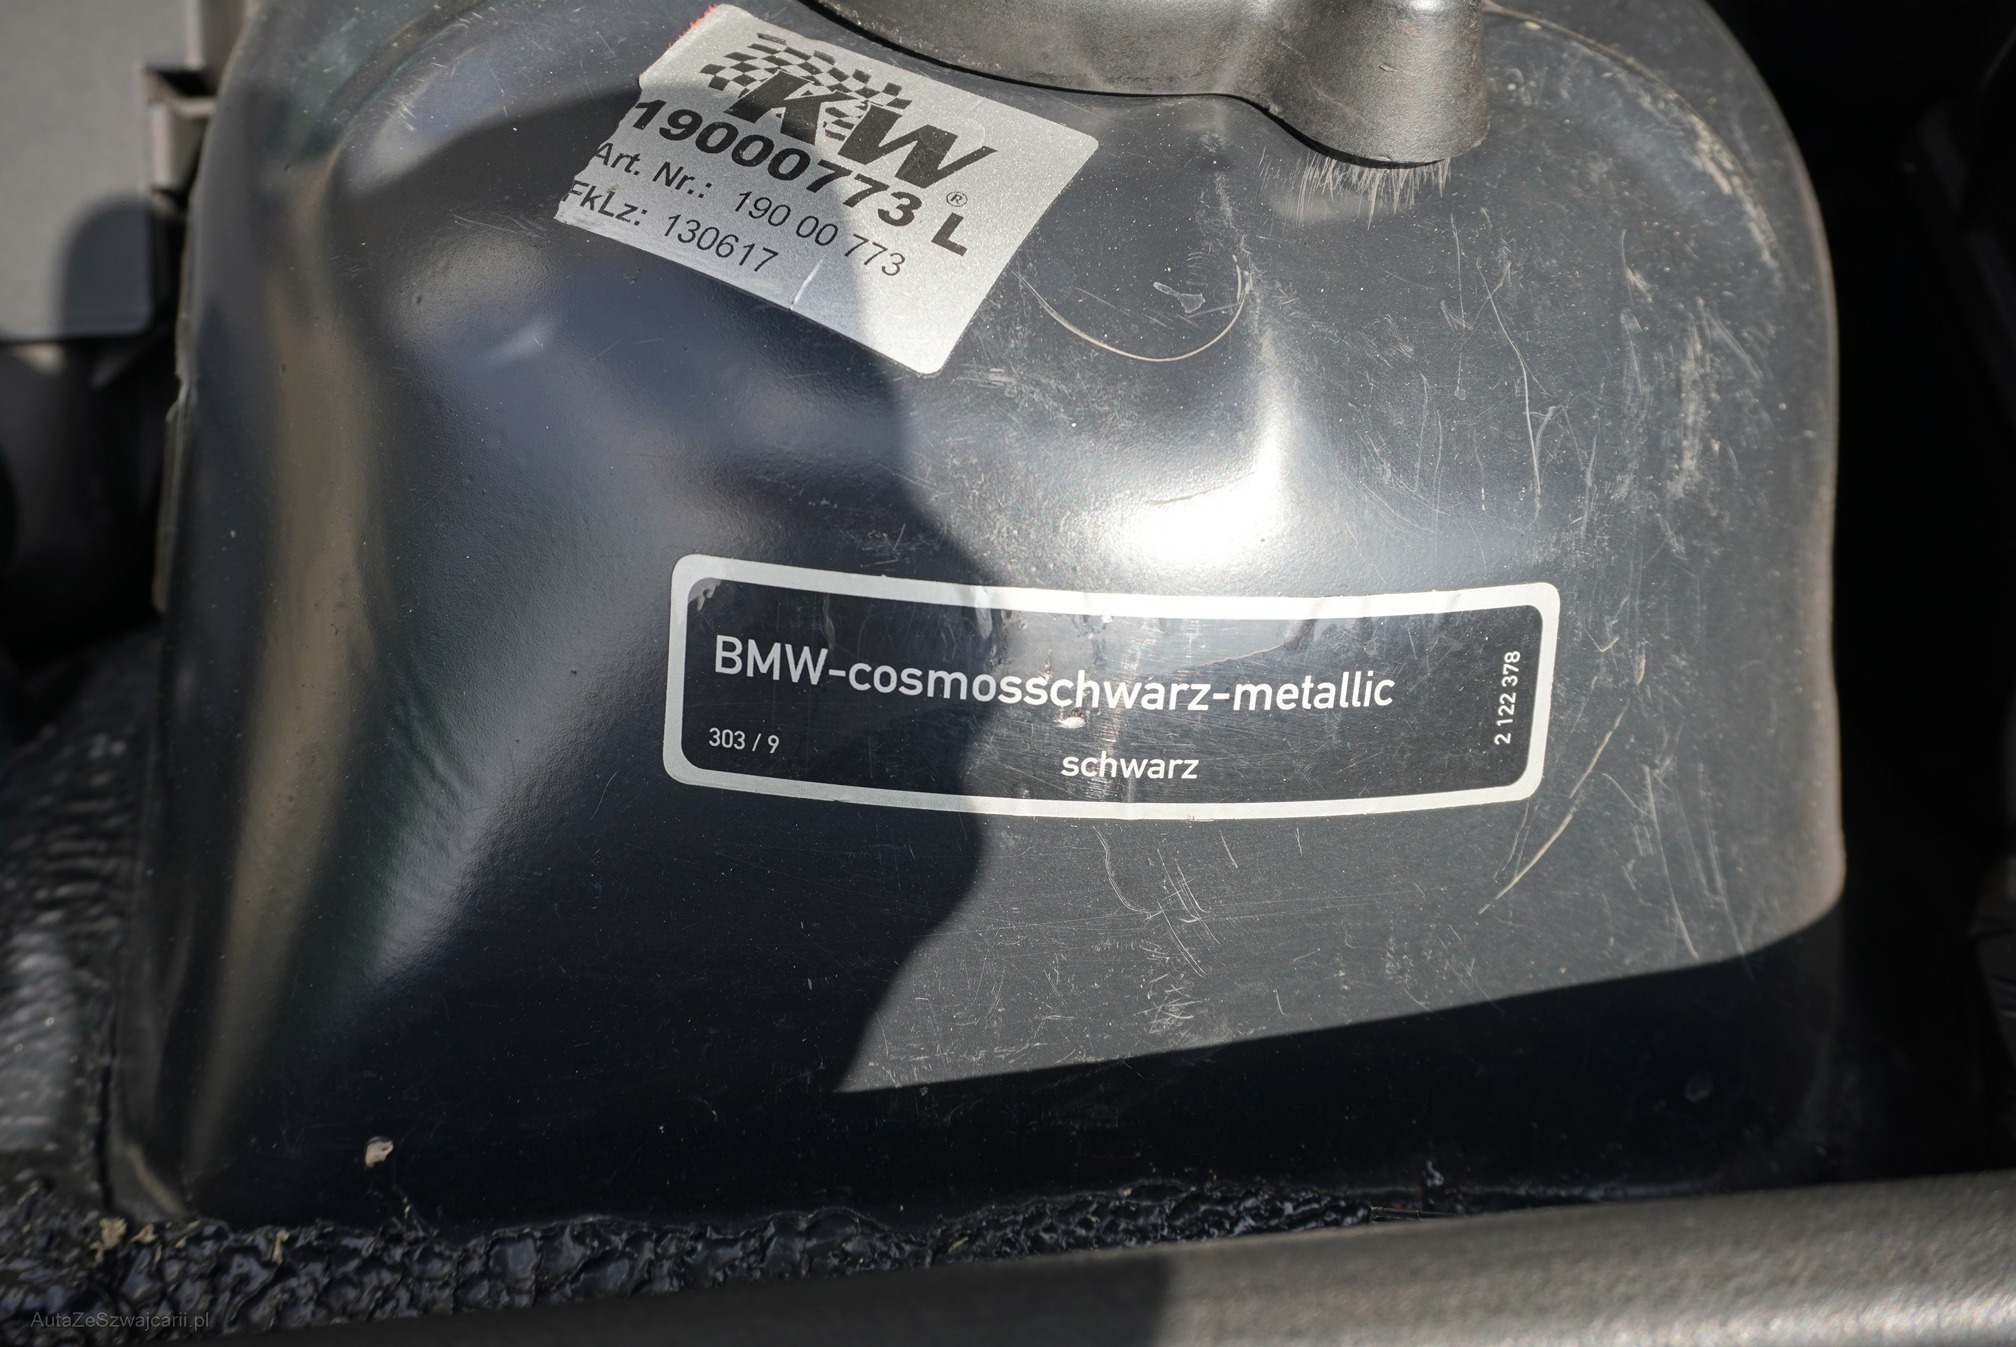 KW®
19000773 L
Art. Nr.: 190 00 773
FkLz: 130617
BMW-cosmosschwarz-metallic
303 / 9
schwarz
2 122 378
AutaZeSzwajcarii.pl